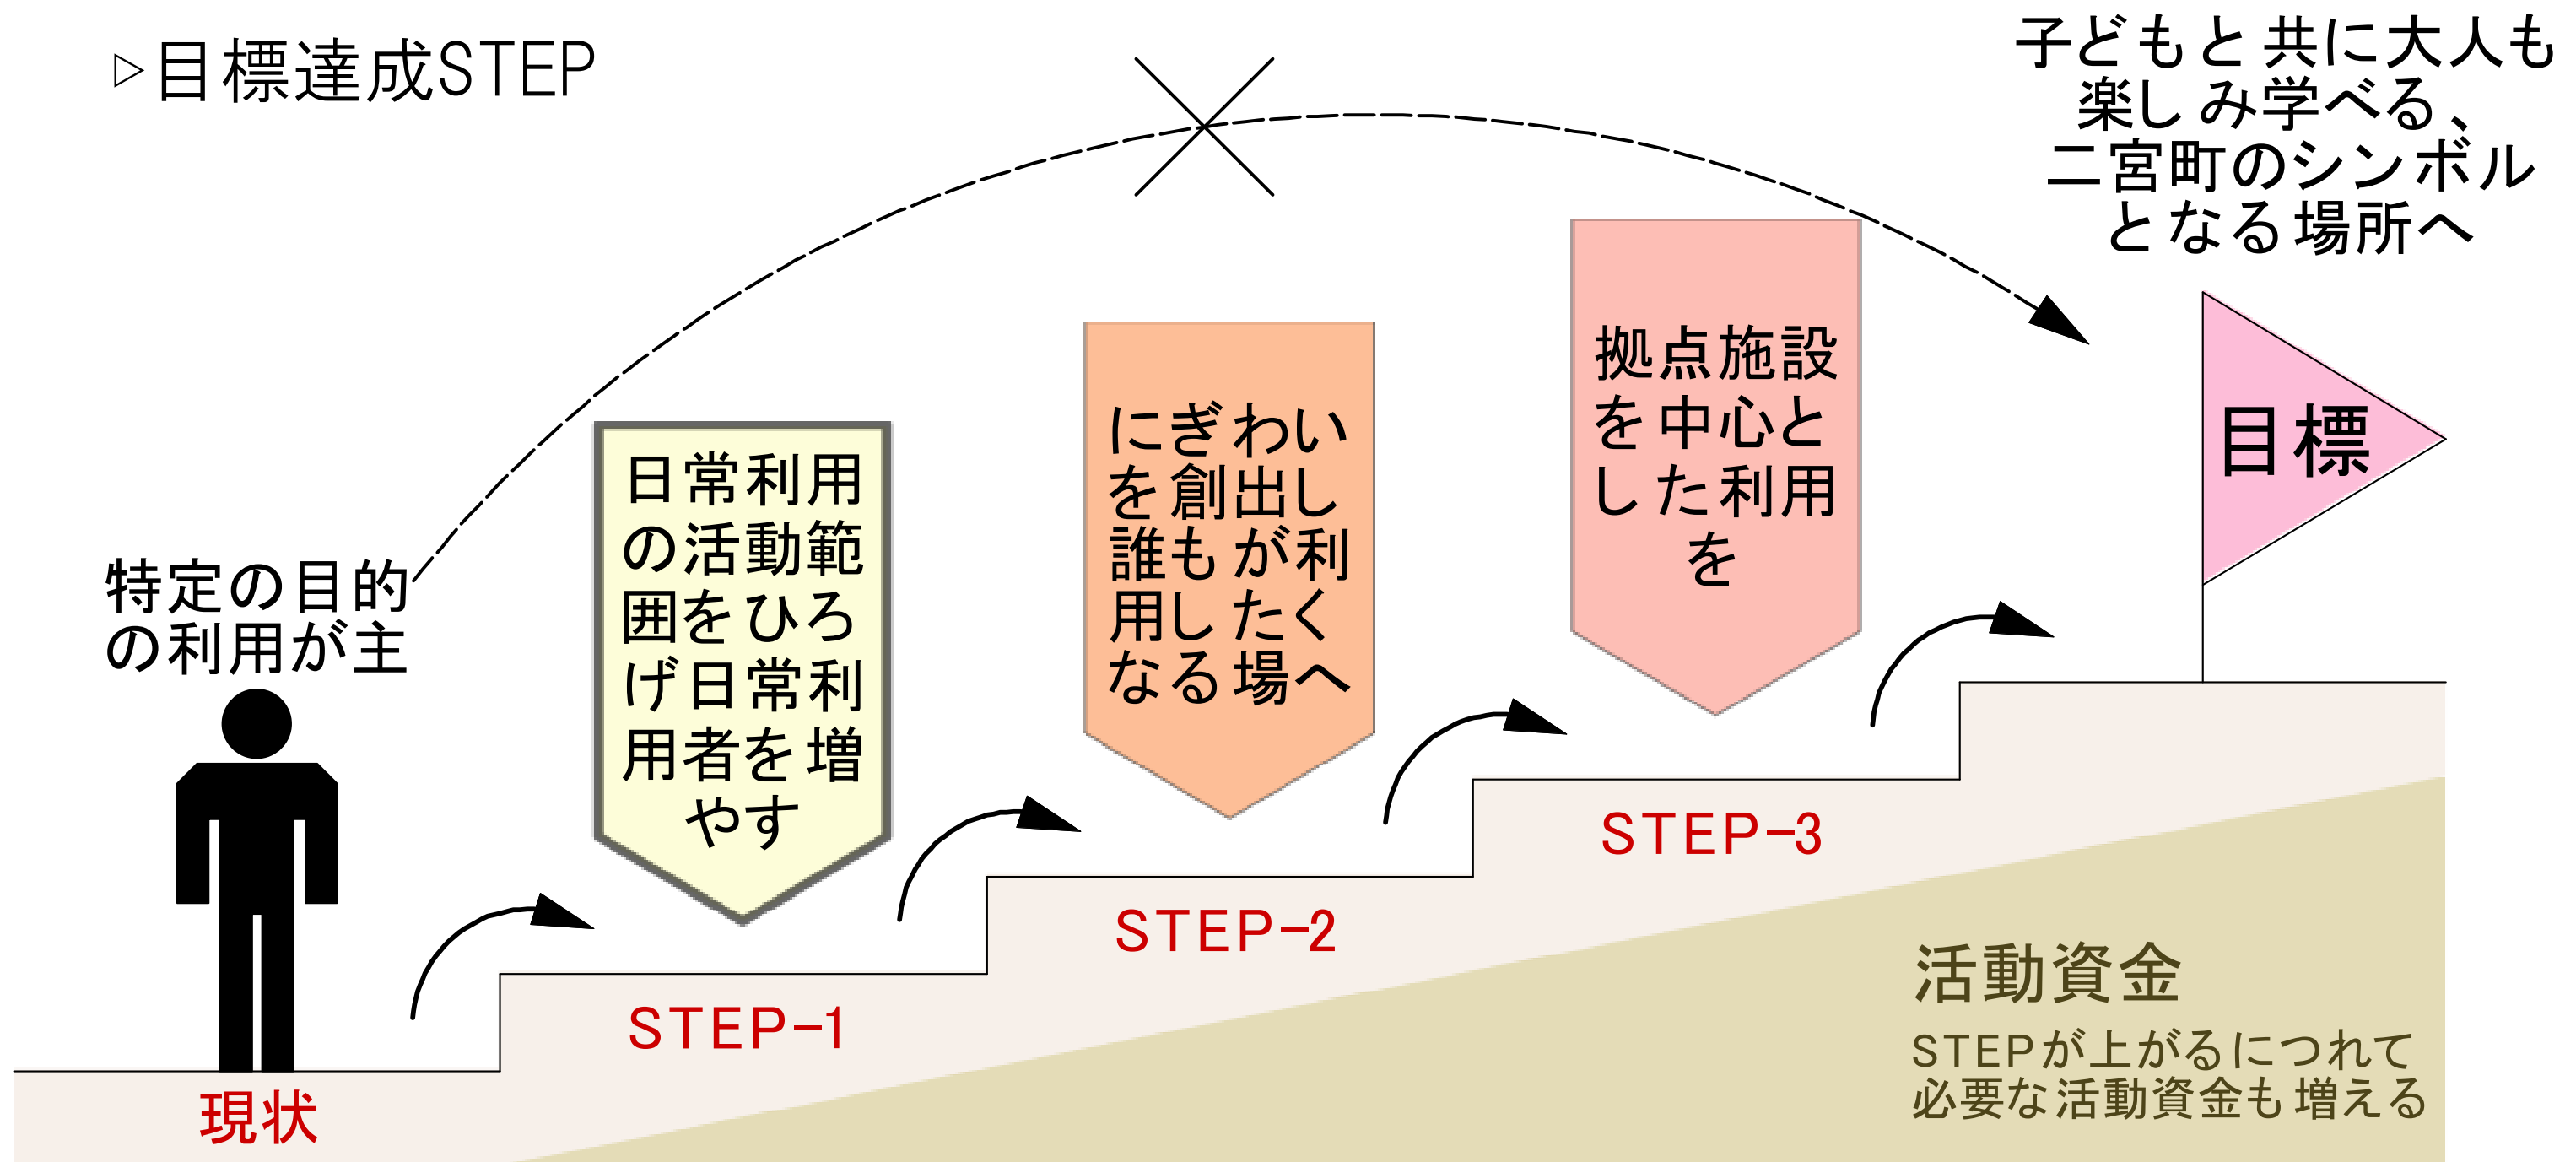 ▷目標達成STEP
子どもと共に大人も
楽しみ学べる、
二宮町のシンボル
となる場所へ
目標
拠点施設
を中心と
した利用
を
にぎわい
を創出し
誰もが利
用したく
なる場へ
日常利用
の活動範
囲をひろ
げ日常利
用者を増
やす
特定の目的
の利用が主
現状
STEP-1
STEP-2
STEP-3
活動資金
STEPが上がるにつれて
必要な活動資金も増える